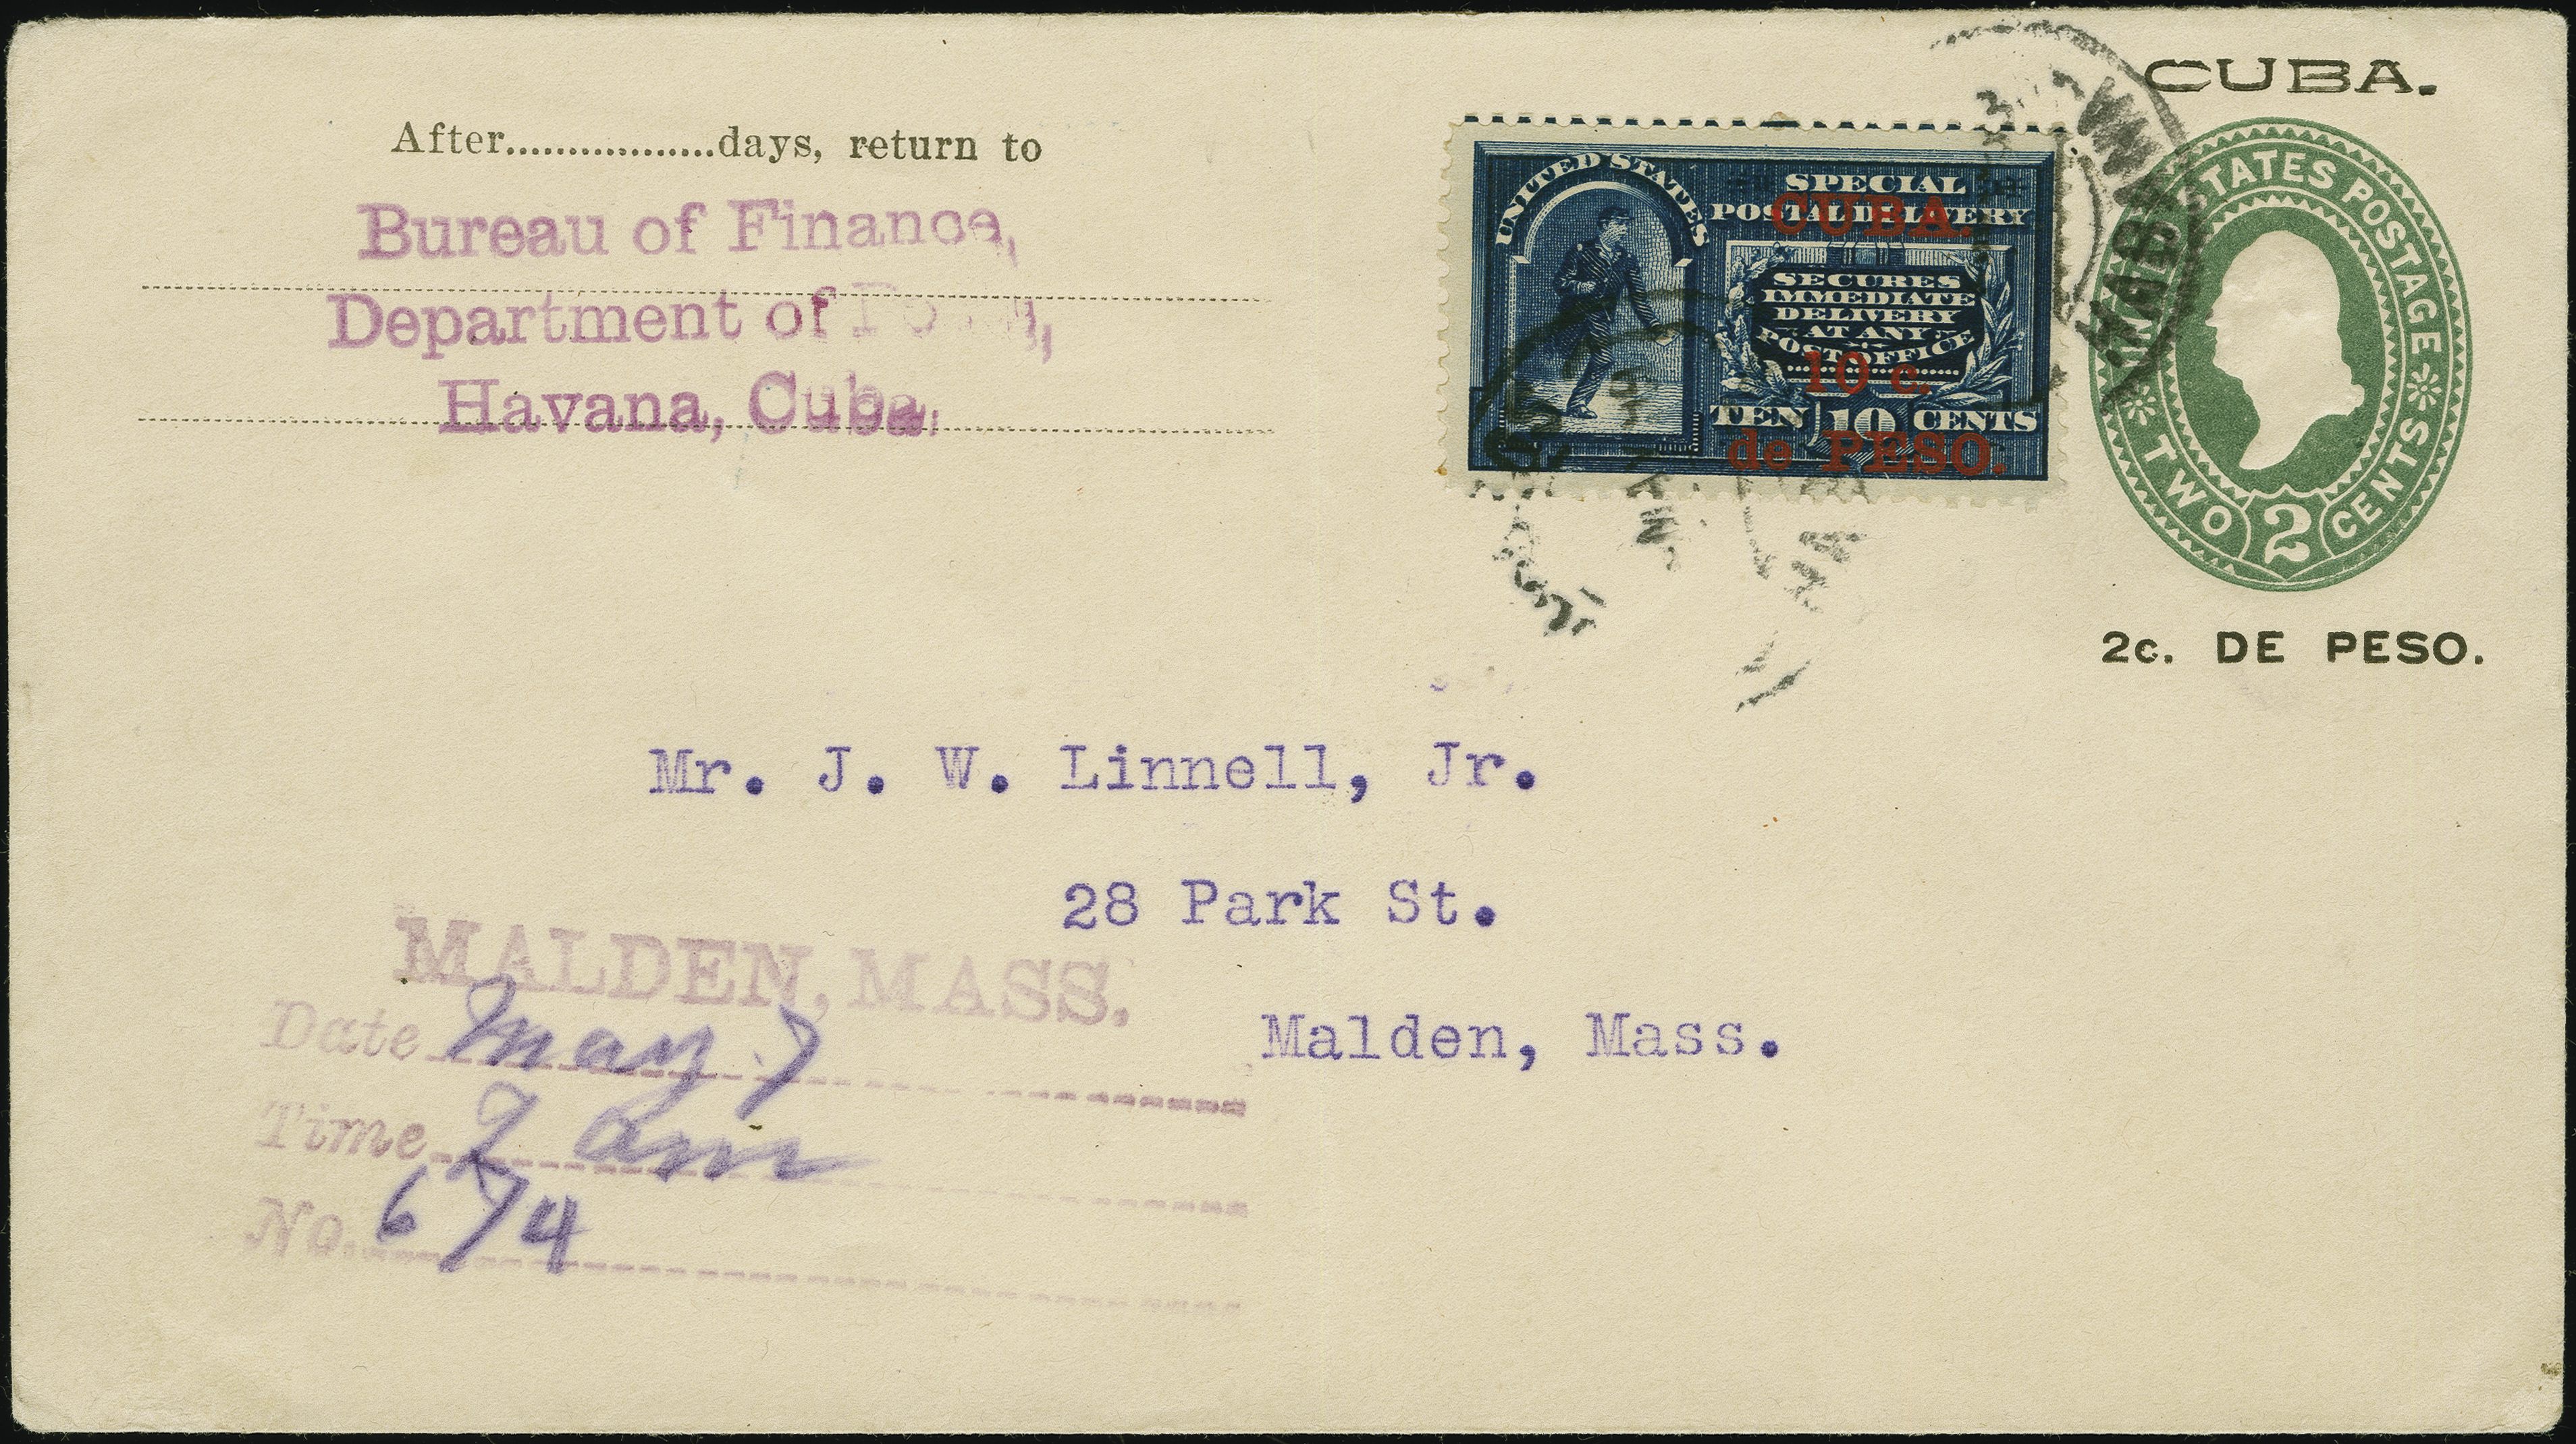 After..................days, return to
Bureau of Finance,
Department of
Havana, Cuba.
CUBA.
UNITED STATES
SPECIAL
POSTAL DELIVERY
CUBA.
SECURES
IMMEDIATE
DELIVERY
AT ANY
POST OFFICE
10 c.
TEN 10 CENTS
de PESO.
STATES POSTAGE
TWO 2 CENTS
2c. DE PESO.
Mr. J. W. Linnell, Jr.
28 Park St.
Malden, Mass.
MALDEN, MASS.
Date May 7
Time 2 am
No. 674